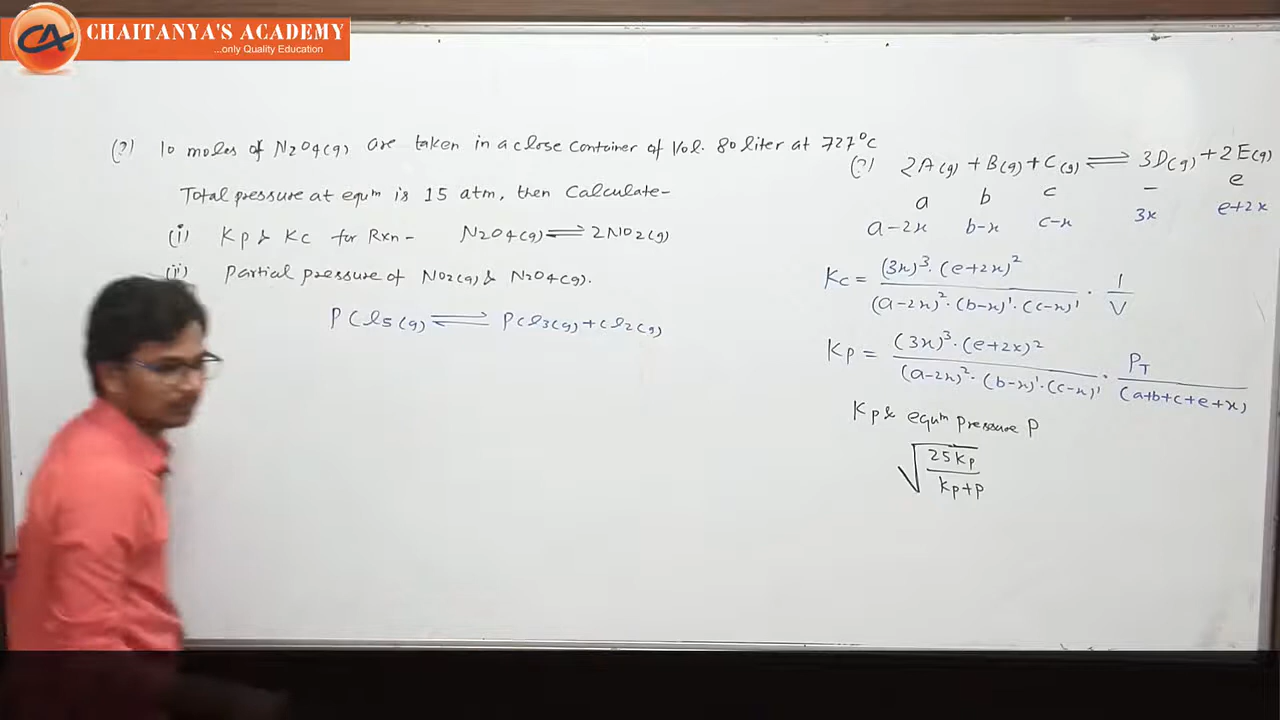 CHAITANYA'S ACADEMY
...only Quality Education
CA
(?) 10 moles of N₂O₄(g) are taken in a close container of Vol. 80 liter at 727°C
Total pressure at equᵐ is 15 atm, then Calculate-
(i) Kp & Kc for Rxn- N₂O₄(g) ⇌ 2NO₂(g)
(ii) Partial pressure of NO₂(g) & N₂O₄(g).
PCl₅(g) ⇌ PCl₃(g) + Cl₂(g)
(?) 2A(g) + B(g) + C(g) ⇌ 3D(g) + 2E(g)
a b c - e
a-2x b-x c-x 3x e+2x
Kc = (3x)³·(e+2x)² / (a-2x)²·(b-x)¹·(c-x)¹ · 1/V
Kp = (3x)³·(e+2x)² / (a-2x)²·(b-x)¹·(c-x)¹ · P_T / (a+b+c+e+x)
Kp & equᵐ pressure P
√(25Kp / Kp+P)